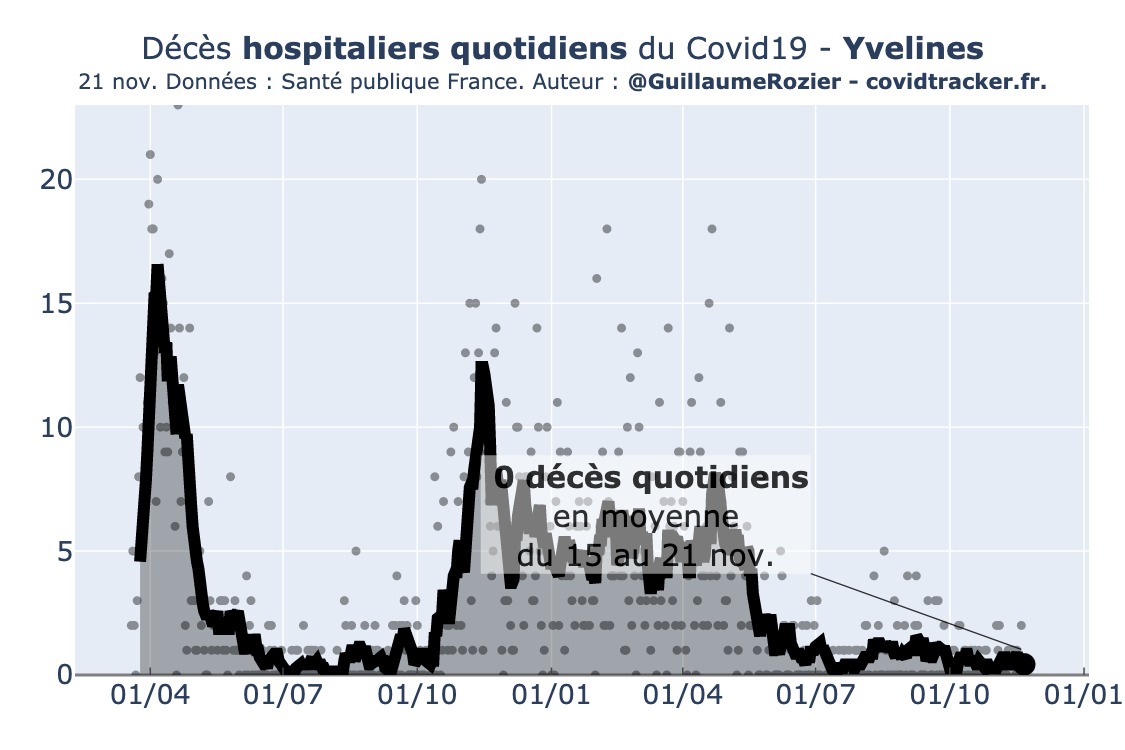 Décès hospitaliers quotidiens du Covid19 - Yvelines
21 nov. Données : Santé publique France. Auteur : @GuillaumeRozier - covidtracker.fr.
20
15
10
0 décès quotidiens
en moyenne
du 15 au 21 nov.
5
0
01/04 01/07 01/10 01/01 01/04 01/07 01/10 01/01